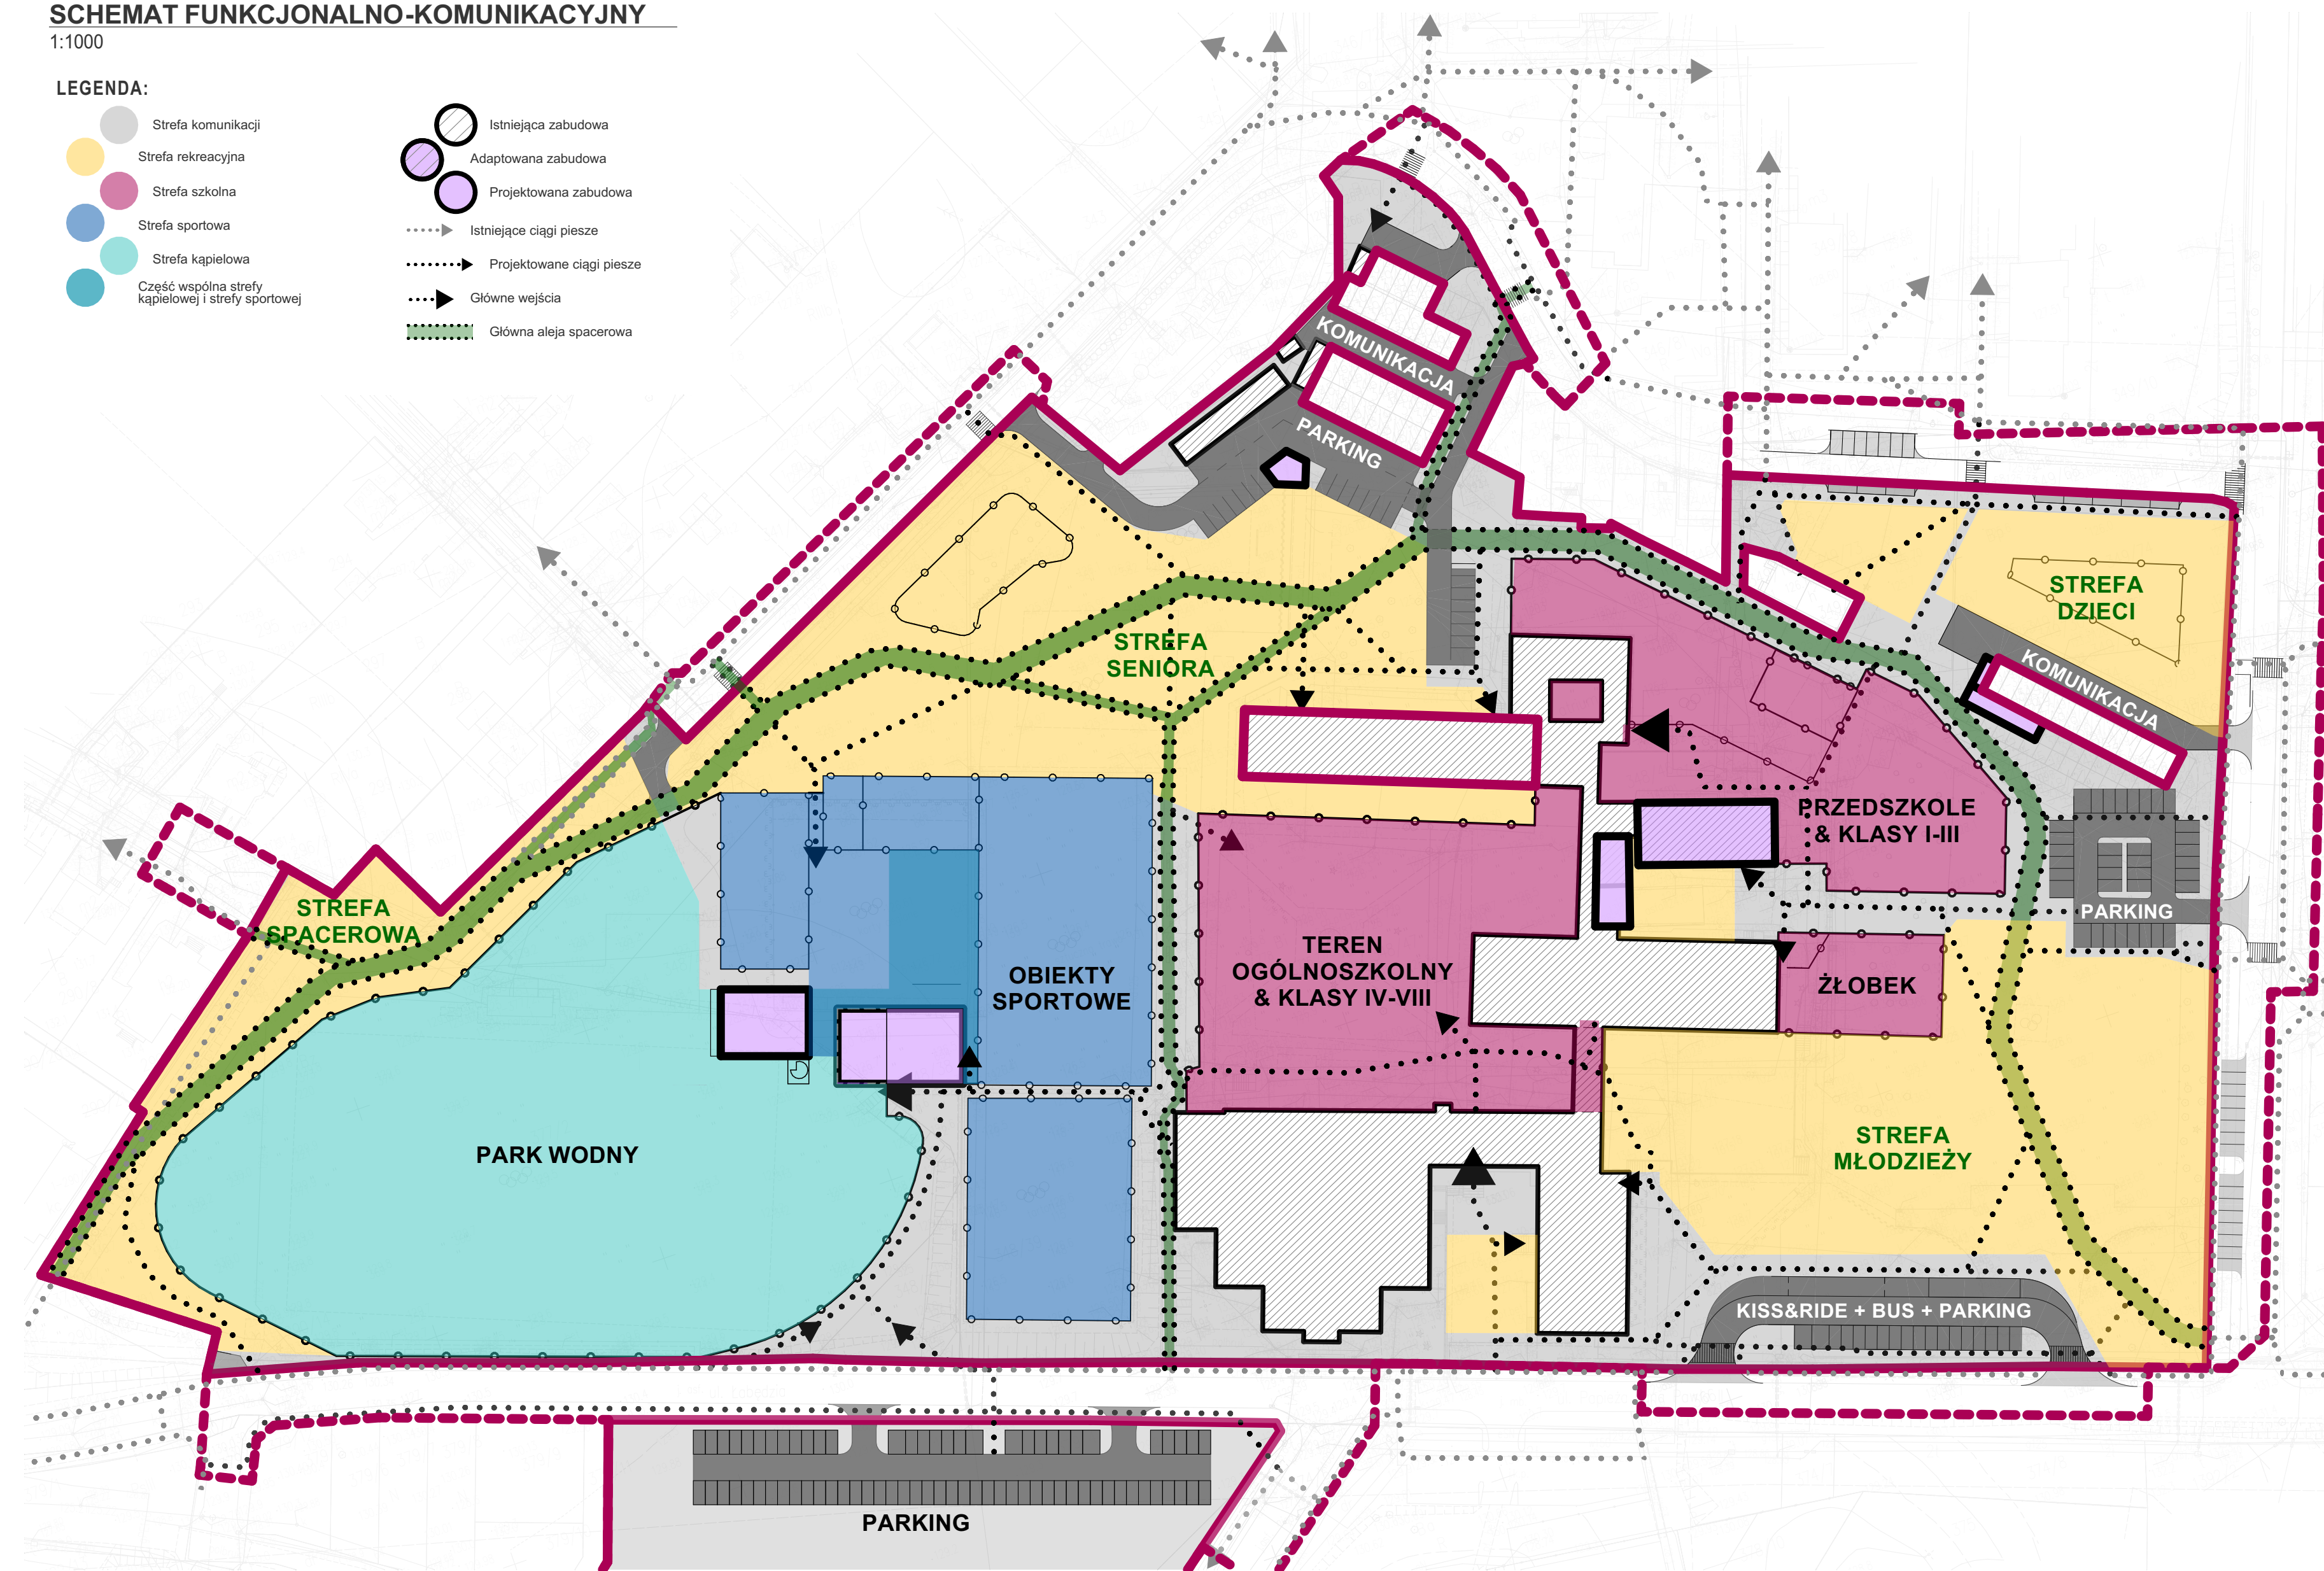 SCHEMAT FUNKCJONALNO-KOMUNIKACYJNY
1:1000
LEGENDA:
Strefa komunikacji
Strefa rekreacyjna
Strefa szkolna
Strefa sportowa
Strefa kąpielowa
Część wspólna strefy
kąpielowej i strefy sportowej
Istniejąca zabudowa
Adaptowana zabudowa
Projektowana zabudowa
Istniejące ciągi piesze
Projektowane ciągi piesze
Główne wejścia
Główna aleja spacerowa
KOMUNIKACJA
PARKING
STREFA
DZIECI
STREFA
SENIORA
KOMUNIKACJA
PRZEDSZKOLE
& KLASY I-III
STREFA
SPACEROWA
PARKING
TEREN
OGÓLNOSZKOLNY
& KLASY IV-VIII
OBIEKTY
SPORTOWE
ŻŁOBEK
PARK WODNY
STREFA
MŁODZIEŻY
KISS&RIDE + BUS + PARKING
PARKING